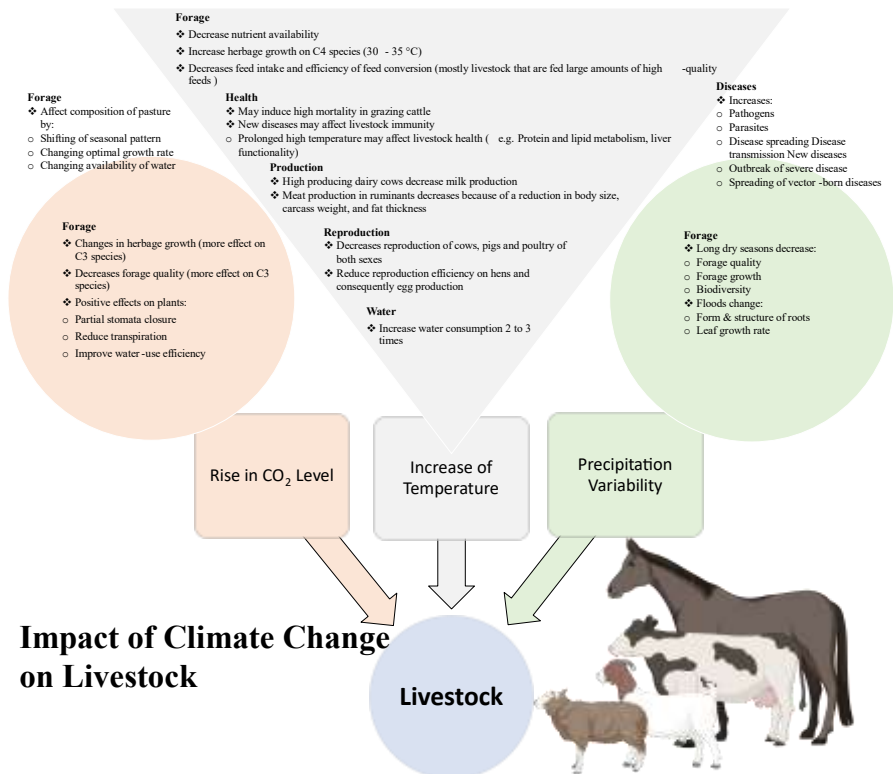 Forage
❖ Decrease nutrient availability
❖ Increase herbage growth on C4 species (30 - 35 °C)
❖ Decreases feed intake and efficiency of feed conversion (mostly livestock that are fed large amounts of high -quality
feeds )
Health
❖ May induce high mortality in grazing cattle
❖ New diseases may affect livestock immunity
o Prolonged high temperature may affect livestock health ( e.g. Protein and lipid metabolism, liver
functionality)
Production
❖ High producing dairy cows decrease milk production
❖ Meat production in ruminants decreases because of a reduction in body size,
carcass weight, and fat thickness
Reproduction
❖ Decreases reproduction of cows, pigs and poultry of
both sexes
❖ Reduce reproduction efficiency on hens and
consequently egg production
Water
❖ Increase water consumption 2 to 3
times
Forage
❖ Affect composition of pasture
by:
o Shifting of seasonal pattern
o Changing optimal growth rate
o Changing availability of water
Forage
❖ Changes in herbage growth (more effect on
C3 species)
❖ Decreases forage quality (more effect on C3
species)
❖ Positive effects on plants:
o Partial stomata closure
o Reduce transpiration
o Improve water -use efficiency
Diseases
❖ Increases:
o Pathogens
o Parasites
o Disease spreading Disease
transmission New diseases
o Outbreak of severe disease
o Spreading of vector -born diseases
Forage
❖ Long dry seasons decrease:
o Forage quality
o Forage growth
o Biodiversity
❖ Floods change:
o Form & structure of roots
o Leaf growth rate
Rise in CO₂ Level
Increase of
Temperature
Precipitation
Variability
Impact of Climate Change
on Livestock
Livestock